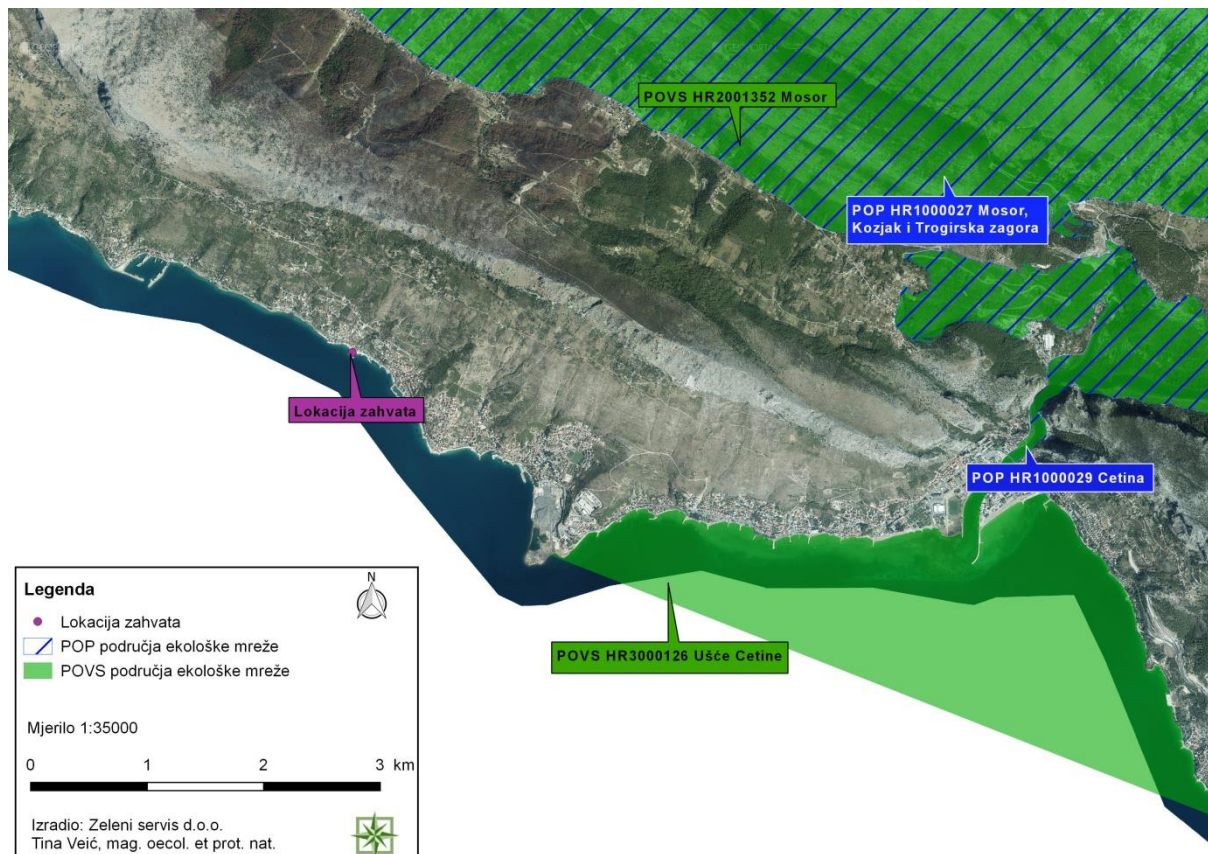 POVS HR2001352 Mosor
POP HR1000027 Mosor,
Kozjak i Trogirska zagora
Lokacija zahvata
POP HR1000029 Cetina
POVS HR3000126 Ušće Cetine
Legenda
N
Lokacija zahvata
POP područja ekološke mreže
POVS područja ekološke mreže
Mjerilo 1:35000
0 1 2 3 km
Izradio: Zeleni servis d.o.o.
Tina Veić, mag. oecol. et prot. nat.